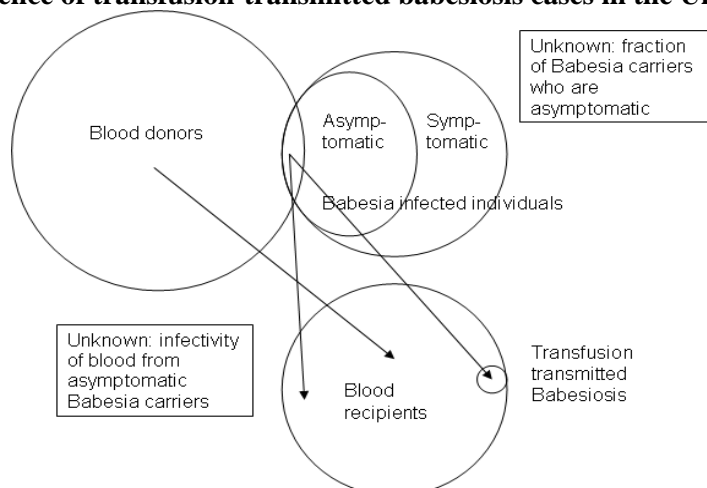 of transfusion-transmitted babesiosis cases in the
Unknown: fraction
of Babesia carriers
who are
asymptomatic
Blood donors
Asymp-
tomatic
Symp-
tomatic
Babesia infected individuals
Unknown: infectivity
of blood from
asymptomatic
Babesia carriers
Blood
recipients
Transfusion
transmitted
Babesiosis